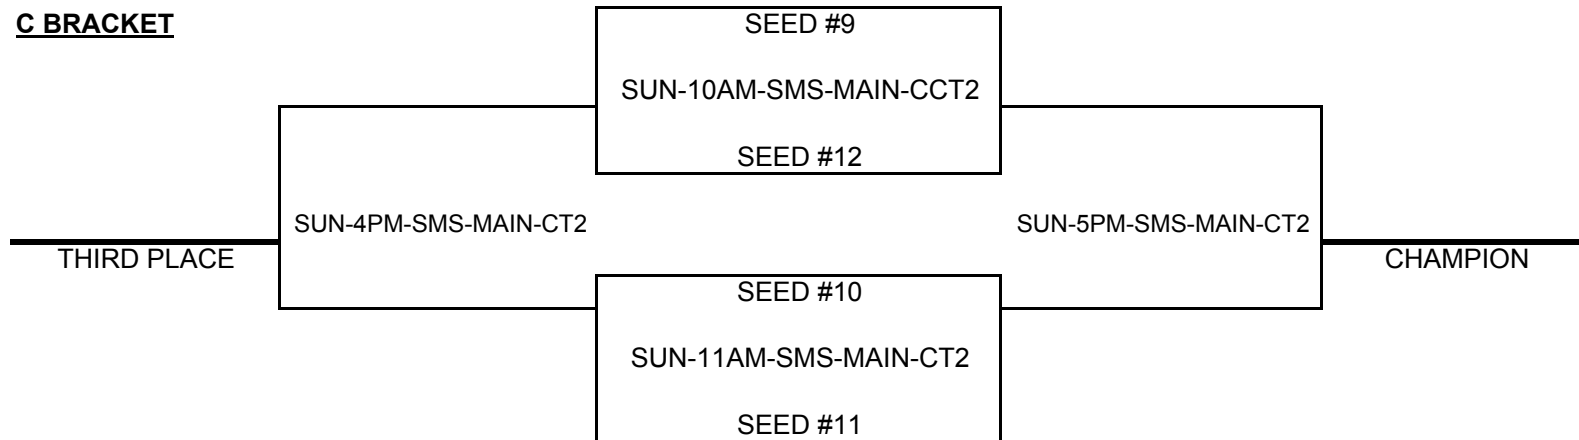 C BRACKET
SEED #9
SUN-10AM-SMS-MAIN-CCT2
SEED #12
SUN-4PM-SMS-MAIN-CT2
SUN-5PM-SMS-MAIN-CT2
THIRD PLACE
CHAMPION
SEED #10
SUN-11AM-SMS-MAIN-CT2
SEED #11